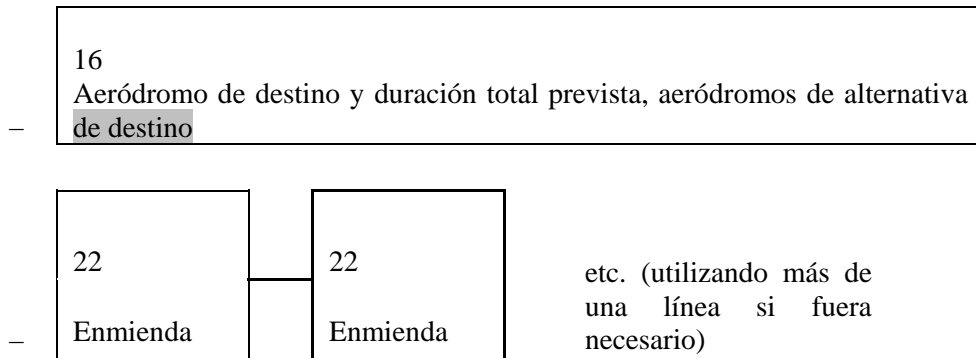 16
Aeródromo de destino y duración total prevista, aeródromos de alternativa
– de destino
22 22 etc. (utilizando más de
una línea si fuera
– Enmienda Enmienda necesario)